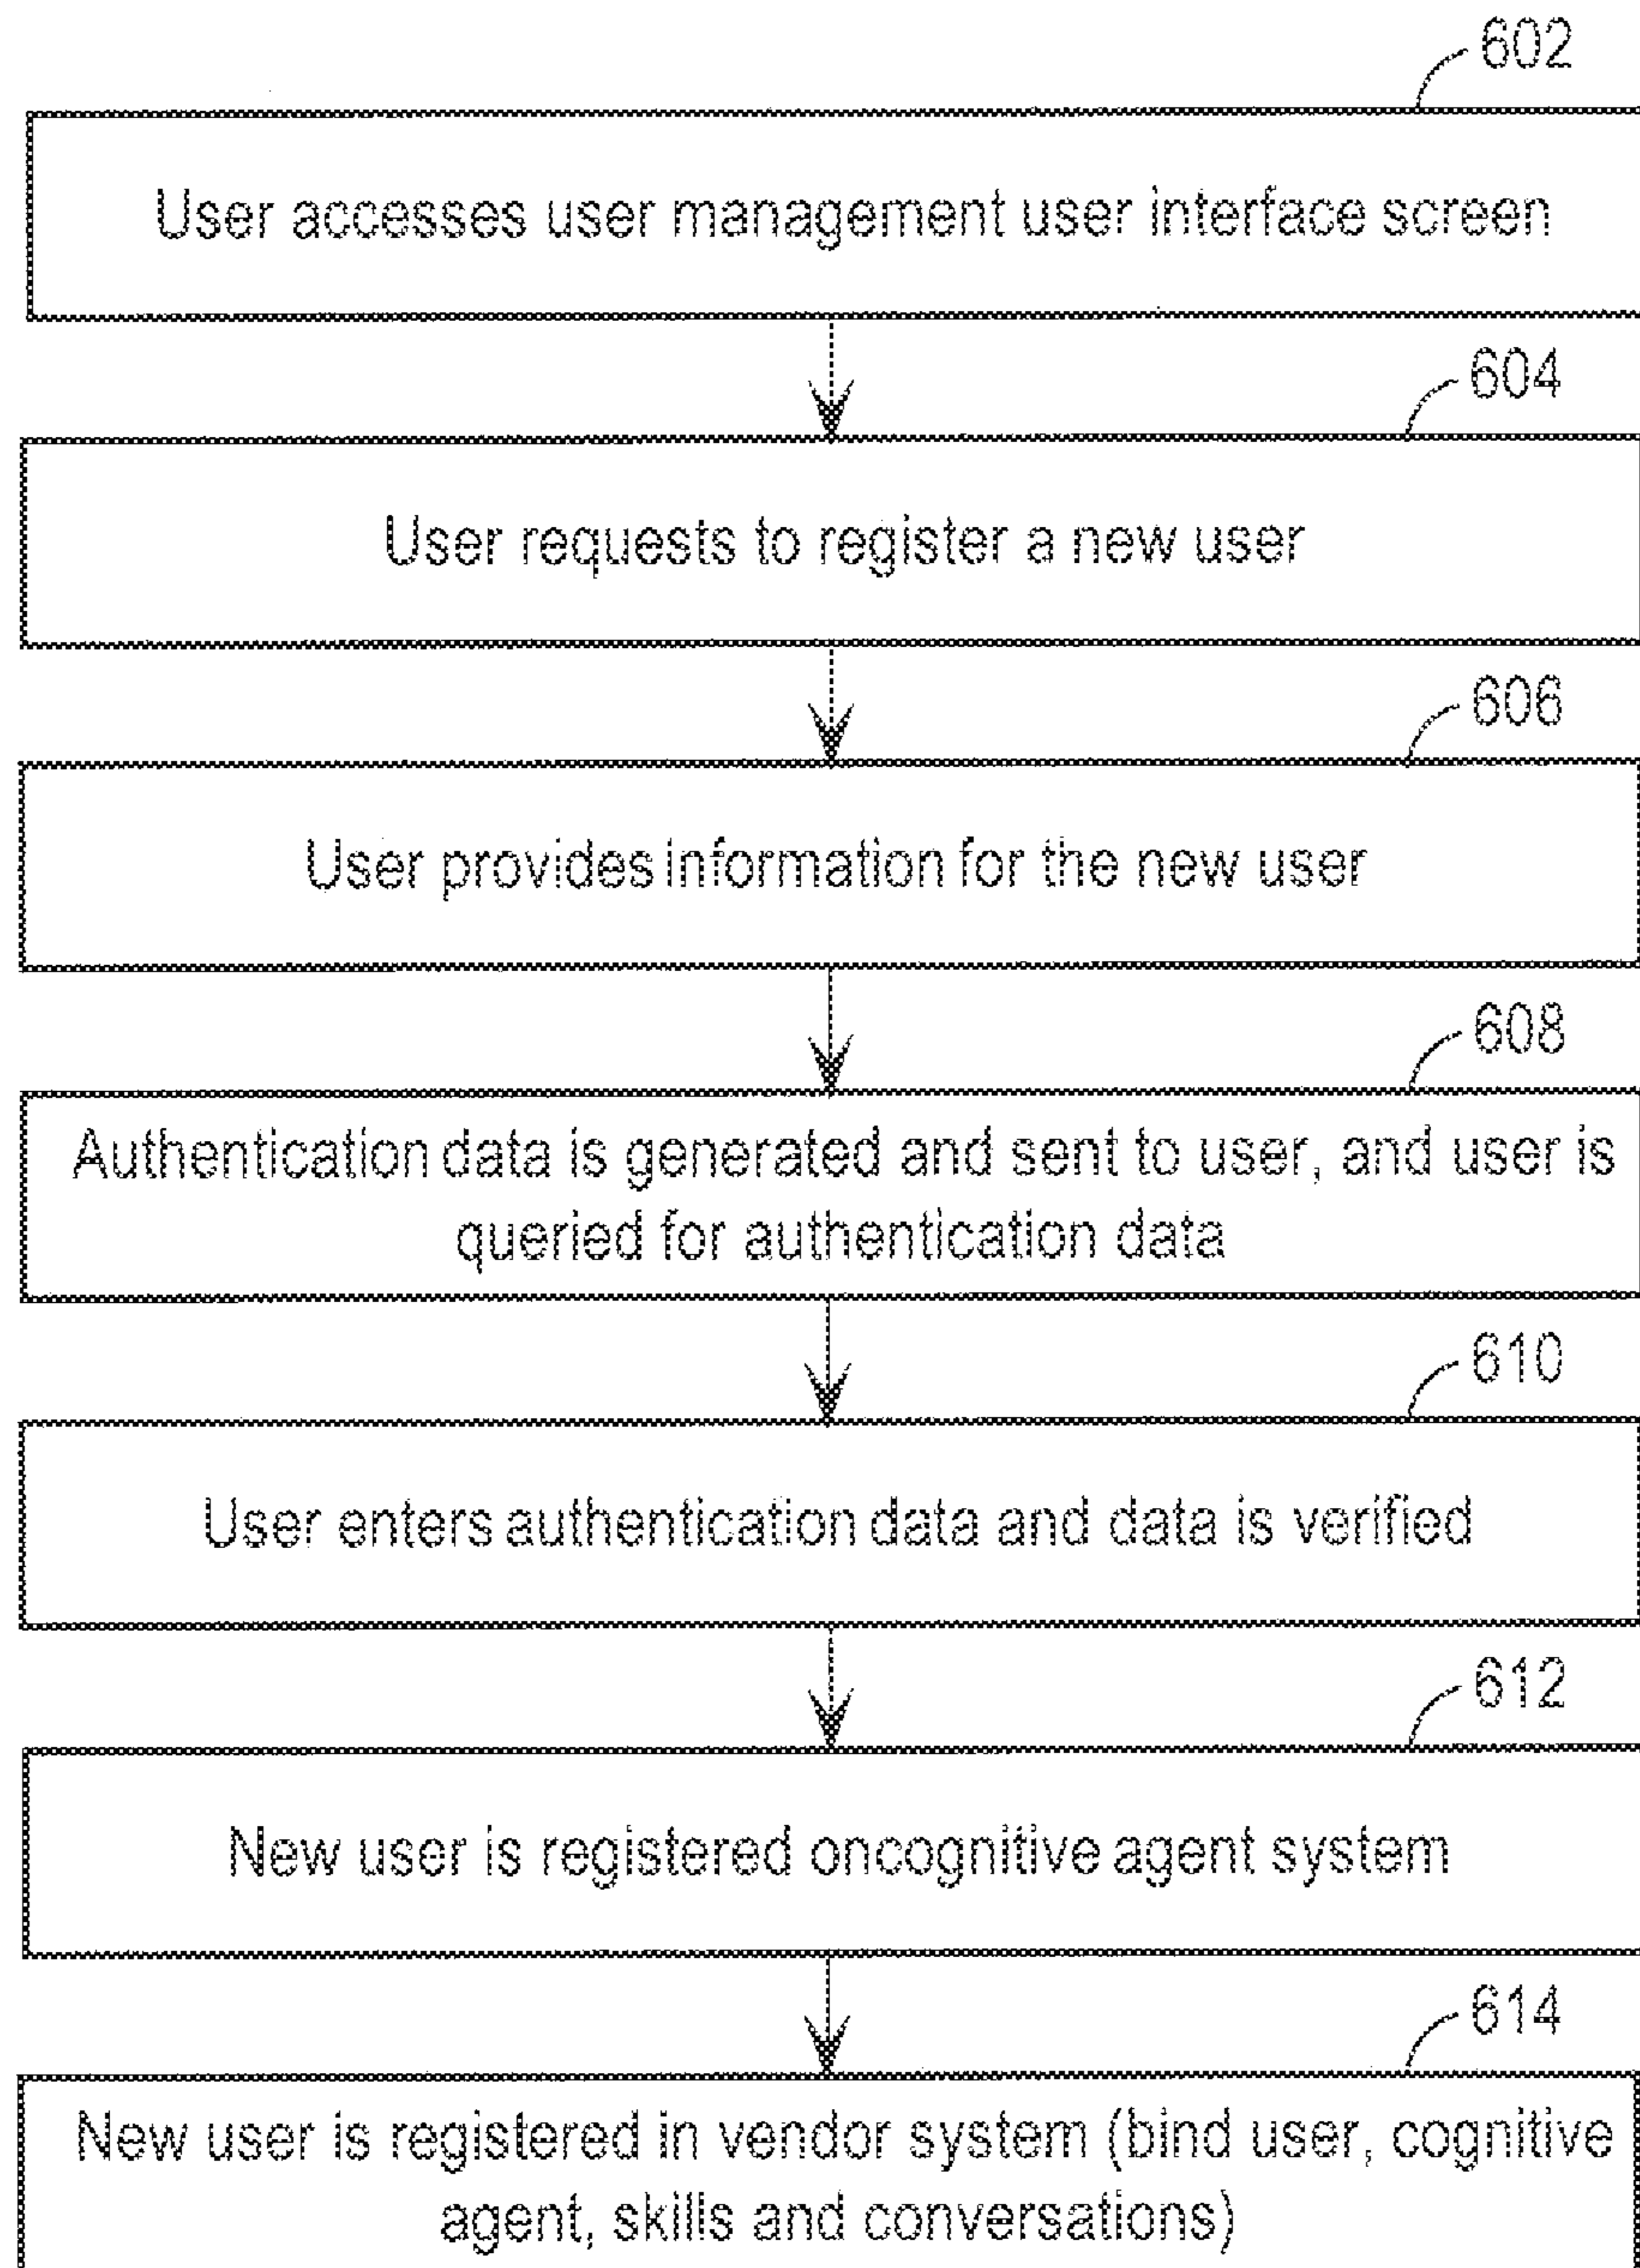 602
User accesses user management user interface screen
604
User requests to register a new user
606
User provides information for the new user
608
Authentication data is generated and sent to user, and user is
queried for authentication data
610
User enters authentication data and data is verified
612
New user is registered oncognitive agent system
614
New user is registered in vendor system (bind user, cognitive
agent, skills and conversations)